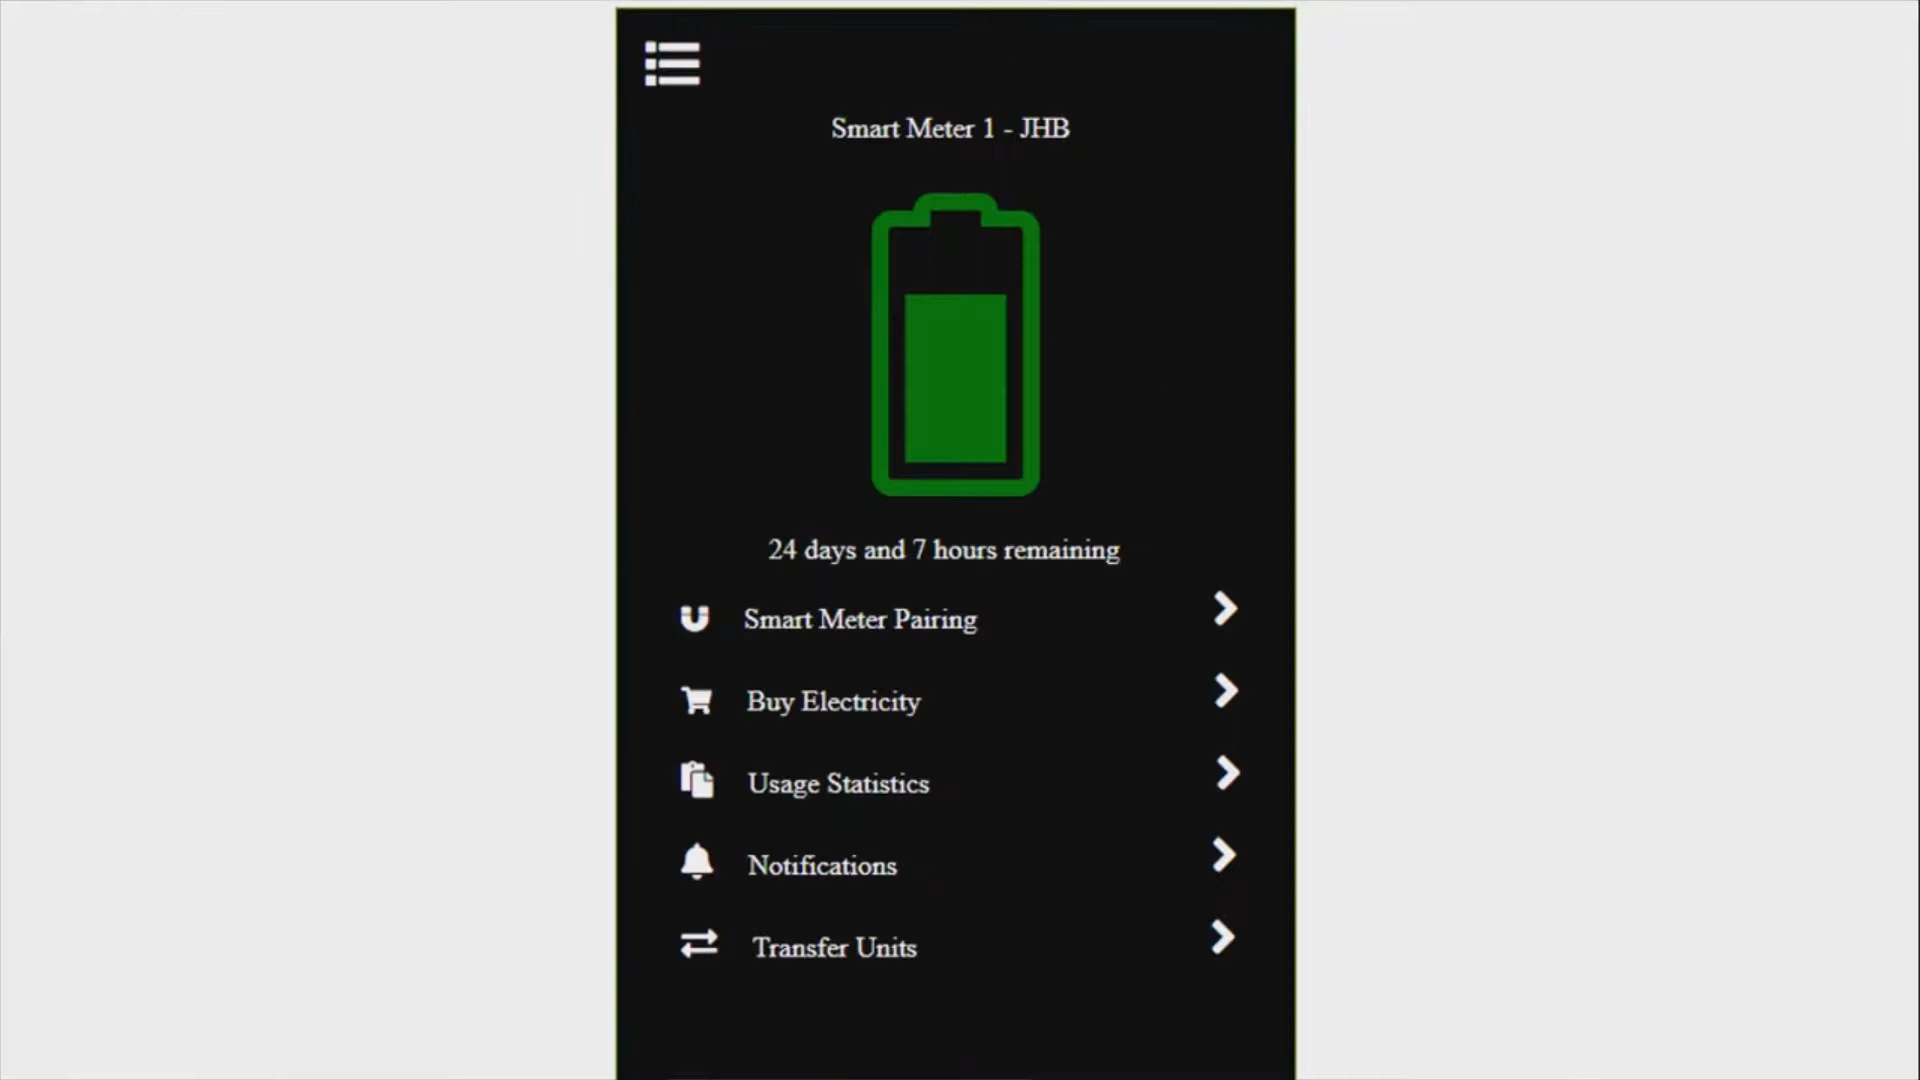 Smart Meter 1 - JHB
24 days and 7 hours remaining
Smart Meter Pairing
Buy Electricity
Usage Statistics
Notifications
Transfer Units